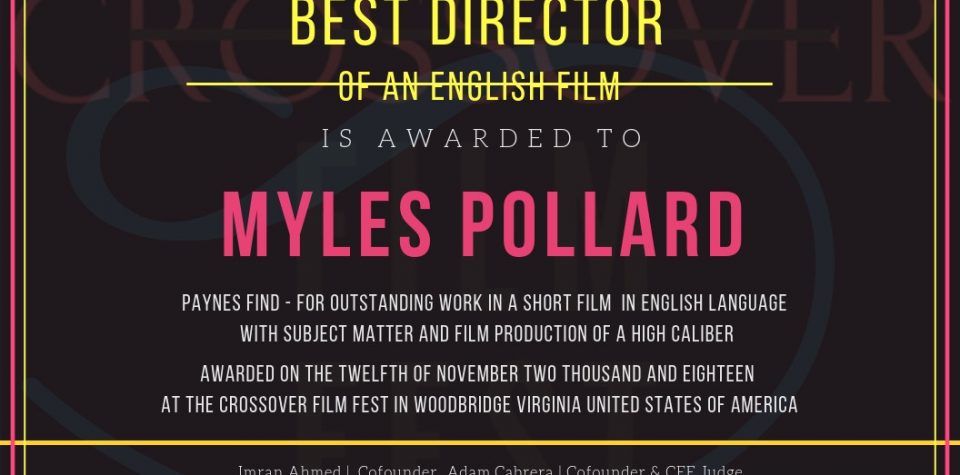 CROSSOVER
BEST DIRECTOR
OF AN ENGLISH FILM
IS AWARDED TO
MYLES POLLARD
FILM
PAYNES FIND - FOR OUTSTANDING WORK IN A SHORT FILM IN ENGLISH LANGUAGE
WITH SUBJECT MATTER AND FILM PRODUCTION OF A HIGH CALIBER
FEST
AWARDED ON THE TWELFTH OF NOVEMBER TWO THOUSAND AND EIGHTEEN
AT THE CROSSOVER FILM FEST IN WOODBRIDGE VIRGINIA UNITED STATES OF AMERICA
Imran Ahmed | Cofounder Adam Cabrera | Cofounder & CFF Judge